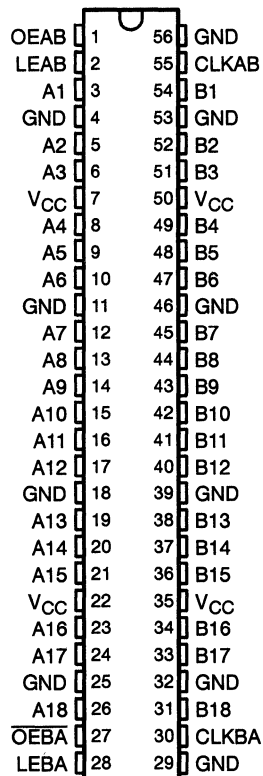 OEAB 1 56 GND
LEAB 2 55 CLKAB
A1 3 54 B1
GND 4 53 GND
A2 5 52 B2
A3 6 51 B3
VCC 7 50 VCC
A4 8 49 B4
A5 9 48 B5
A6 10 47 B6
GND 11 46 GND
A7 12 45 B7
A8 13 44 B8
A9 14 43 B9
A10 15 42 B10
A11 16 41 B11
A12 17 40 B12
GND 18 39 GND
A13 19 38 B13
A14 20 37 B14
A15 21 36 B15
VCC 22 35 VCC
A16 23 34 B16
A17 24 33 B17
GND 25 32 GND
A18 26 31 B18
OEBA 27 30 CLKBA
LEBA 28 29 GND